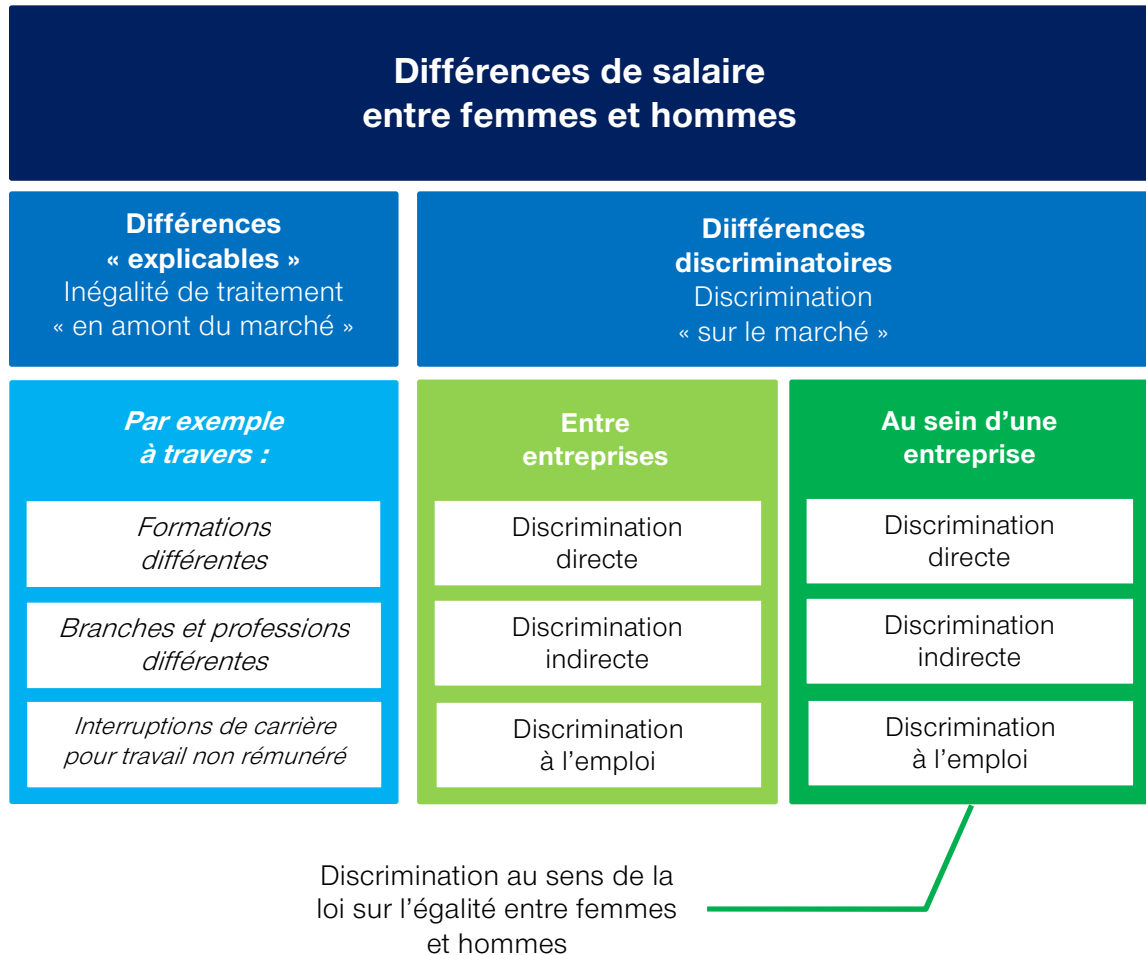 Différences de salaire
entre femmes et hommes
Différences
« explicables »
Inégalité de traitement
« en amont du marché »
Diifférences
discriminatoires
Discrimination
« sur le marché »
Par exemple
à travers :
Formations
différentes
Branches et professions
différentes
Interruptions de carrière
pour travail non rémunéré
Entre
entreprises
Discrimination
directe
Discrimination
indirecte
Discrimination
à l’emploi
Au sein d’une
entreprise
Discrimination
directe
Discrimination
indirecte
Discrimination
à l’emploi
Discrimination au sens de la
loi sur l’égalité entre femmes
et hommes